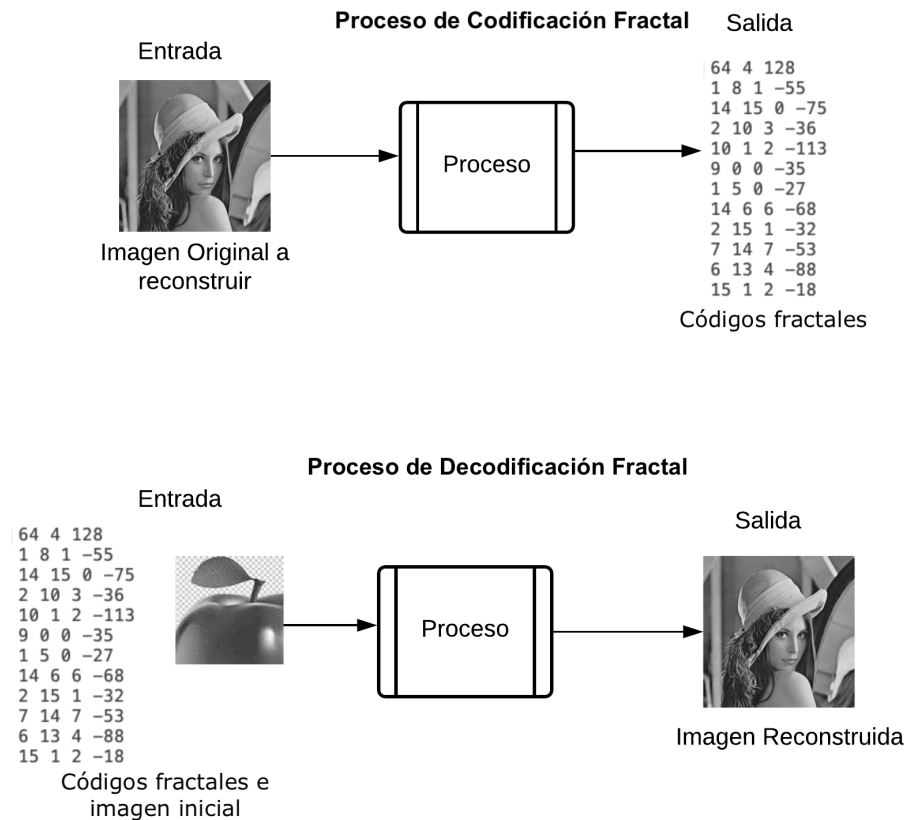 Proceso de Codificación Fractal
Entrada
Salida
64 4 128
1 8 1 −55
14 15 0 −75
2 10 3 −36
10 1 2 −113
9 0 0 −35
1 5 0 −27
14 6 6 −68
2 15 1 −32
7 14 7 −53
6 13 4 −88
15 1 2 −18
Proceso
Imagen Original a
reconstruir
Códigos fractales
Proceso de Decodificación Fractal
Entrada
Salida
64 4 128
1 8 1 −55
14 15 0 −75
2 10 3 −36
10 1 2 −113
9 0 0 −35
1 5 0 −27
14 6 6 −68
2 15 1 −32
7 14 7 −53
6 13 4 −88
15 1 2 −18
Proceso
Códigos fractales e
imagen inicial
Imagen Reconstruida